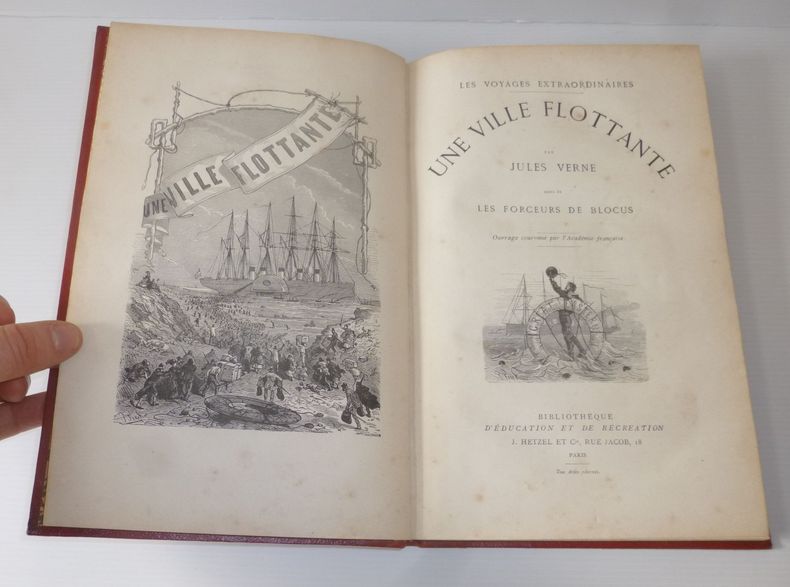 UNE VILLE FLOTTANTE
LES VOYAGES EXTRAORDINAIRES
UNE VILLE FLOTTANTE
PAR
JULES VERNE
SUIVI DE
LES FORCEURS DE BLOCUS
Ouvrage couronné par l'Académie française
BIBLIOTHÈQUE
D'ÉDUCATION ET DE RÉCRÉATION
J. HETZEL ET Cie, RUE JACOB, 18
PARIS
Tous droits réservés.